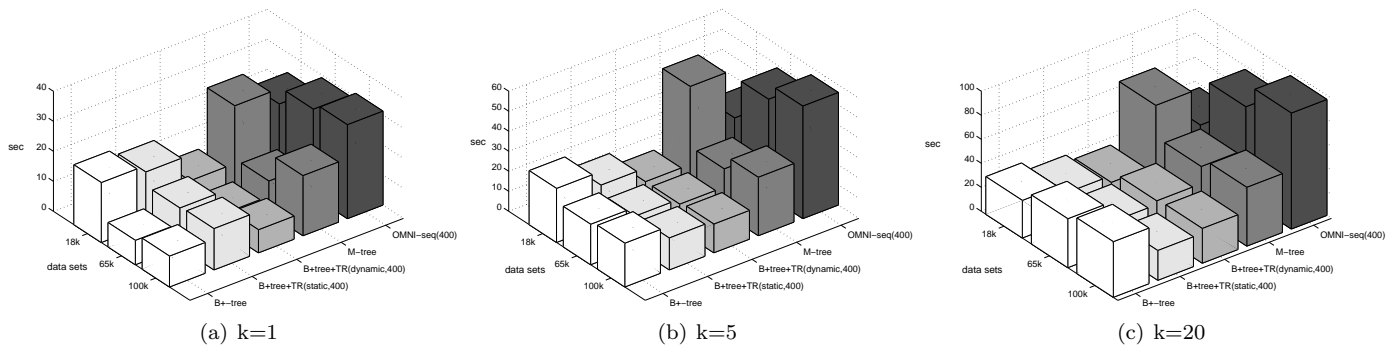 40
30
20
10
0
sec
18k
65k
100k
data sets
B+−tree
B+tree+TR(static,400)
B+tree+TR(dynamic,400)
M−tree
OMNI−seq(400)
(a) k=1
60
50
40
30
20
10
0
sec
18k
65k
100k
data sets
B+−tree
B+tree+TR(static,400)
B+tree+TR(dynamic,400)
M−tree
OMNI−seq(400)
(b) k=5
100
80
60
40
20
0
sec
18k
65k
100k
data sets
B+−tree
B+tree+TR(static,400)
B+tree+TR(dynamic,400)
M−tree
OMNI−seq(400)
(c) k=20